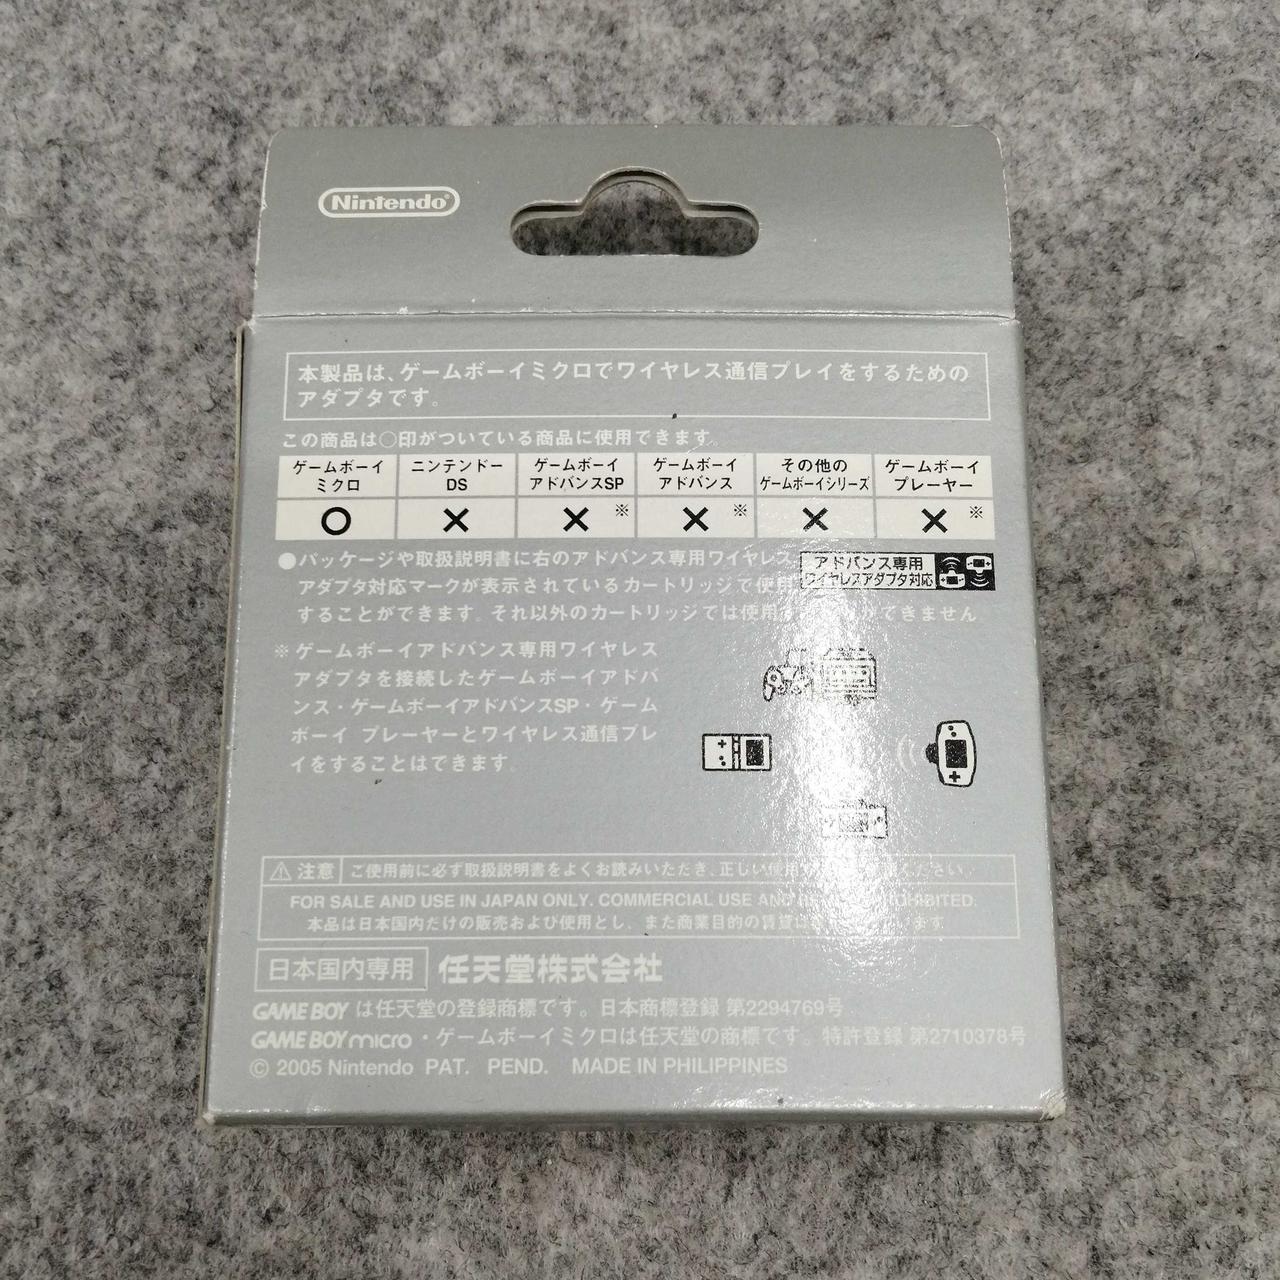 Nintendo
本製品は、ゲームボーイミクロでワイヤレス通信プレイをするための
アダプタです。
この商品は○印がついている商品に使用できます。
ゲームボーイ ミクロ
ニンテンドー DS
ゲームボーイ アドバンスSP
ゲームボーイ アドバンス
その他の ゲームボーイシリーズ
ゲームボーイ プレーヤー
○ × ×※ ×※ × ×※
●パッケージや取扱説明書に右のアドバンス専用ワイヤレス
アダプタ対応マークが表示されているカートリッジで使用
することができます。それ以外のカートリッジでは使用 できません
アドバンス専用
ワイヤレスアダプタ対応
※ゲームボーイアドバンス専用ワイヤレス
アダプタを接続したゲームボーイアドバ
ンス・ゲームボーイアドバンスSP・ゲーム
ボーイ プレーヤーとワイヤレス通信プレ
イをすることはできます。
注意 ご使用前に必ず取扱説明書をよくお読みいただき、正しい使用 ください。
FOR SALE AND USE IN JAPAN ONLY. COMMERCIAL USE AND PROHIBITED.
本品は日本国内だけの販売および使用とし、また商業目的の賃貸は ます
日本国内専用 任天堂株式会社
GAME BOY は任天堂の登録商標です。日本商標登録 第2294769号
GAME BOY micro・ゲームボーイミクロは任天堂の商標です。特許登録 第2710378号
© 2005 Nintendo PAT. PEND. MADE IN PHILIPPINES